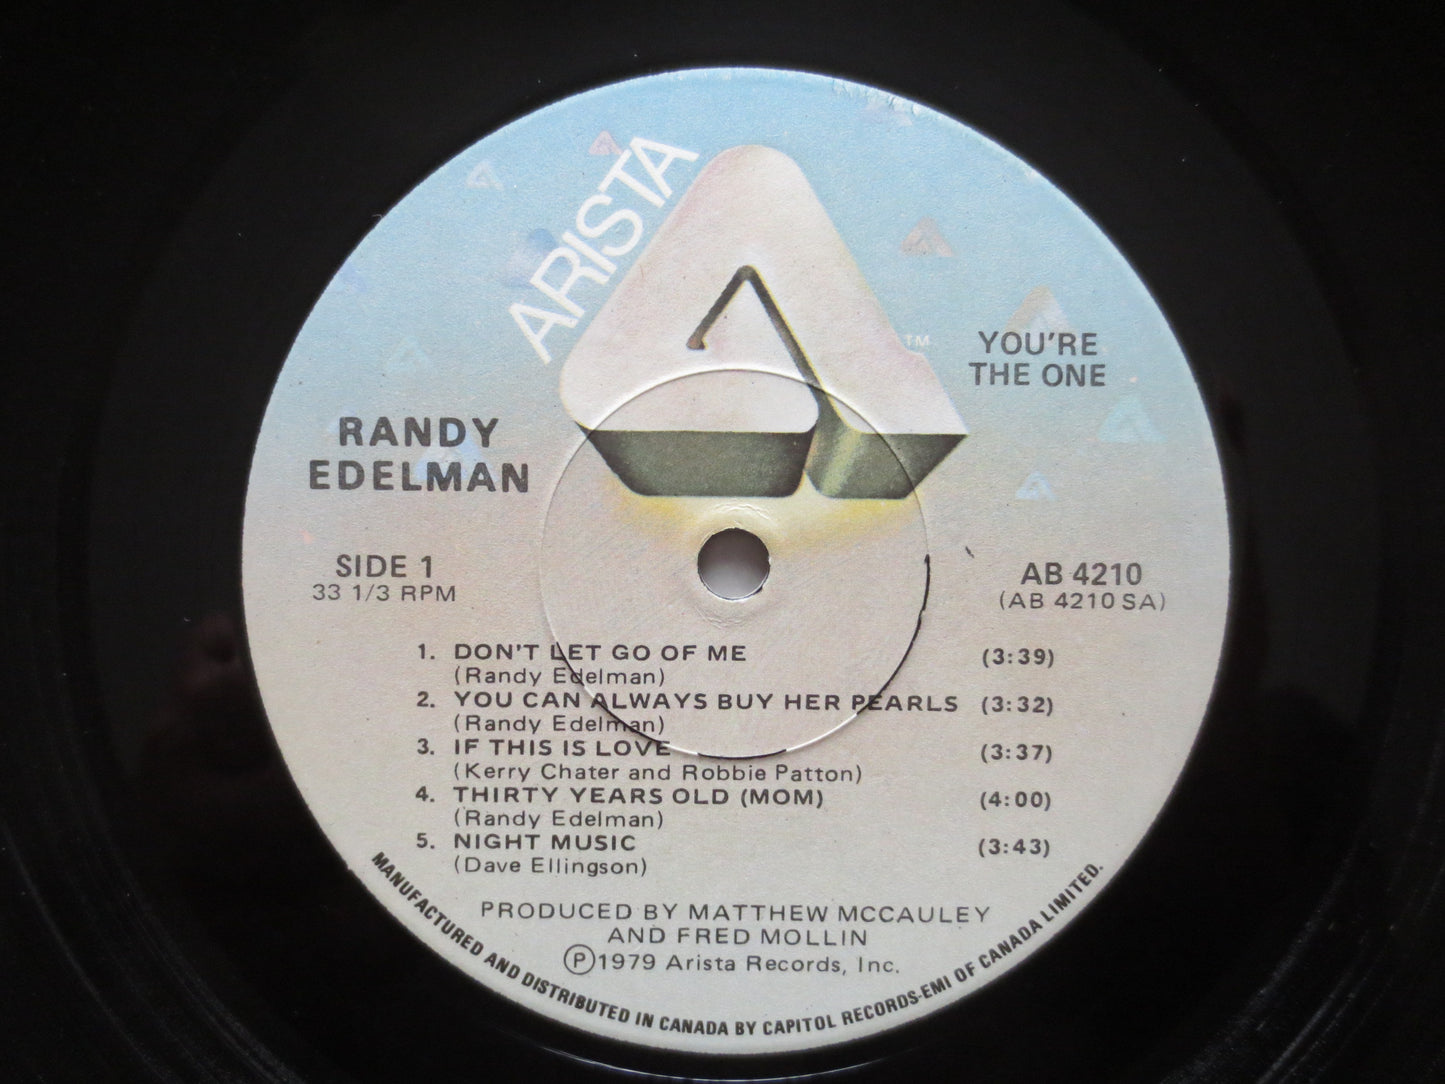 ARISTA
TM
YOU'RE
THE ONE
RANDY
EDELMAN
SIDE 1
33 1/3 RPM
AB 4210
(AB 4210 SA)
1. DON'T LET GO OF ME (3:39)
(Randy Edelman)
2. YOU CAN ALWAYS BUY HER PEARLS (3:32)
(Randy Edelman)
3. IF THIS IS LOVE (3:37)
(Kerry Chater and Robbie Patton)
4. THIRTY YEARS OLD (MOM) (4:00)
(Randy Edelman)
5. NIGHT MUSIC (3:43)
(Dave Ellingson)
PRODUCED BY MATTHEW MCCAULEY
AND FRED MOLLIN
Ⓟ1979 Arista Records, Inc.
MANUFACTURED AND DISTRIBUTED IN CANADA BY CAPITOL RECORDS-EMI OF CANADA LIMITED.